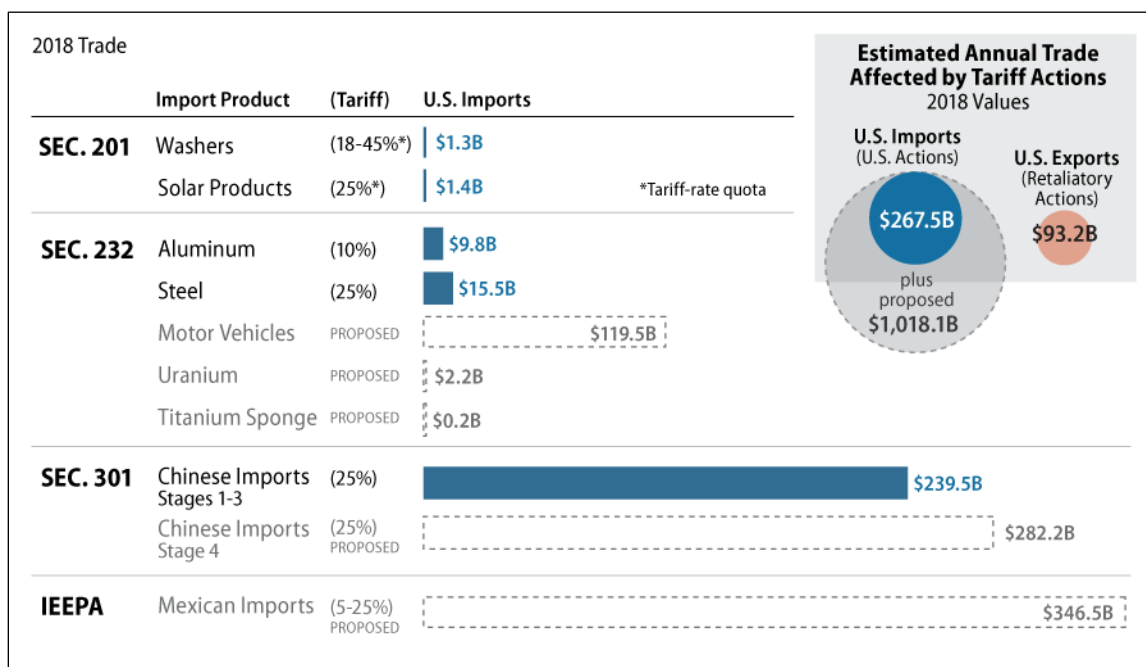 2018 Trade
Import Product (Tariff) U.S. Imports
SEC. 201 Washers (18-45%*) $1.3B
Solar Products (25%*) $1.4B *Tariff-rate quota
SEC. 232 Aluminum (10%) $9.8B
Steel (25%) $15.5B
Motor Vehicles PROPOSED $119.5B
Uranium PROPOSED $2.2B
Titanium Sponge PROPOSED $0.2B
SEC. 301 Chinese Imports (25%) $239.5B
Stages 1-3
Chinese Imports (25%) $282.2B
Stage 4 PROPOSED
IEEPA Mexican Imports (5-25%) $346.5B
PROPOSED
Estimated Annual Trade
Affected by Tariff Actions
2018 Values
U.S. Imports
(U.S. Actions)
$267.5B
plus
proposed
$1,018.1B
U.S. Exports
(Retaliatory
Actions)
$93.2B